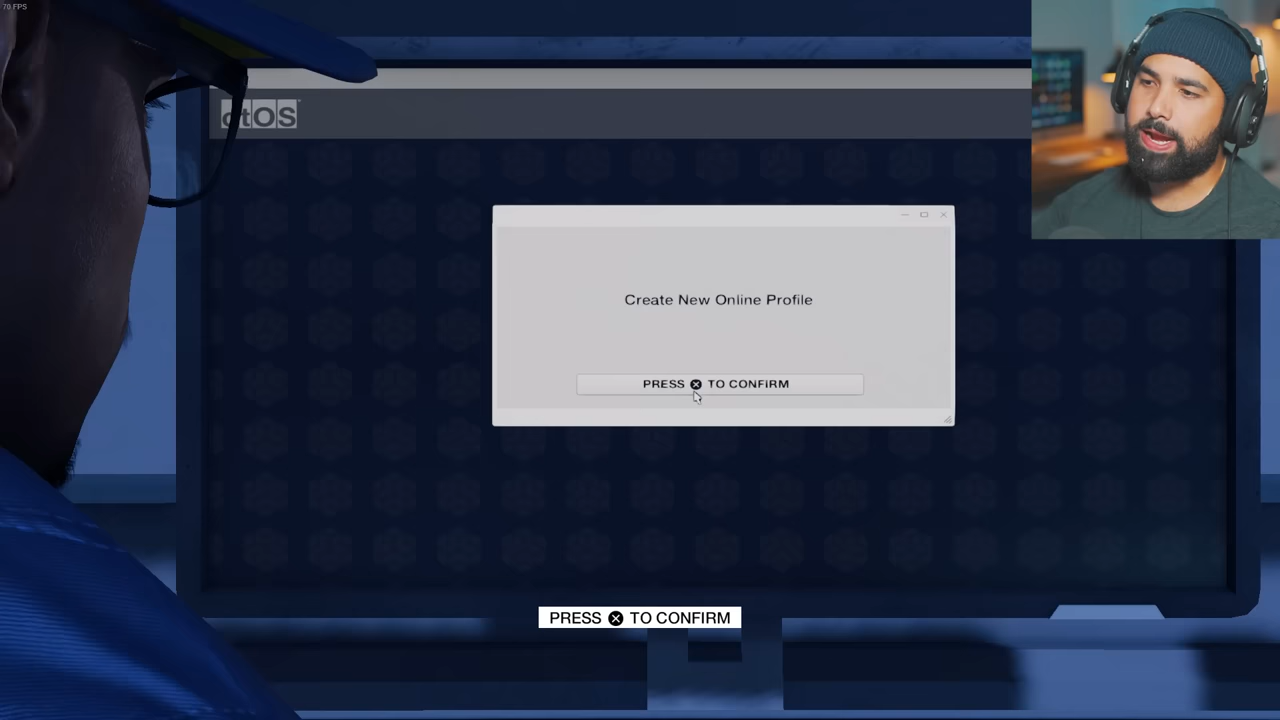 70 FPS
ctOS
Create New Online Profile
PRESS X TO CONFIRM
PRESS X TO CONFIRM